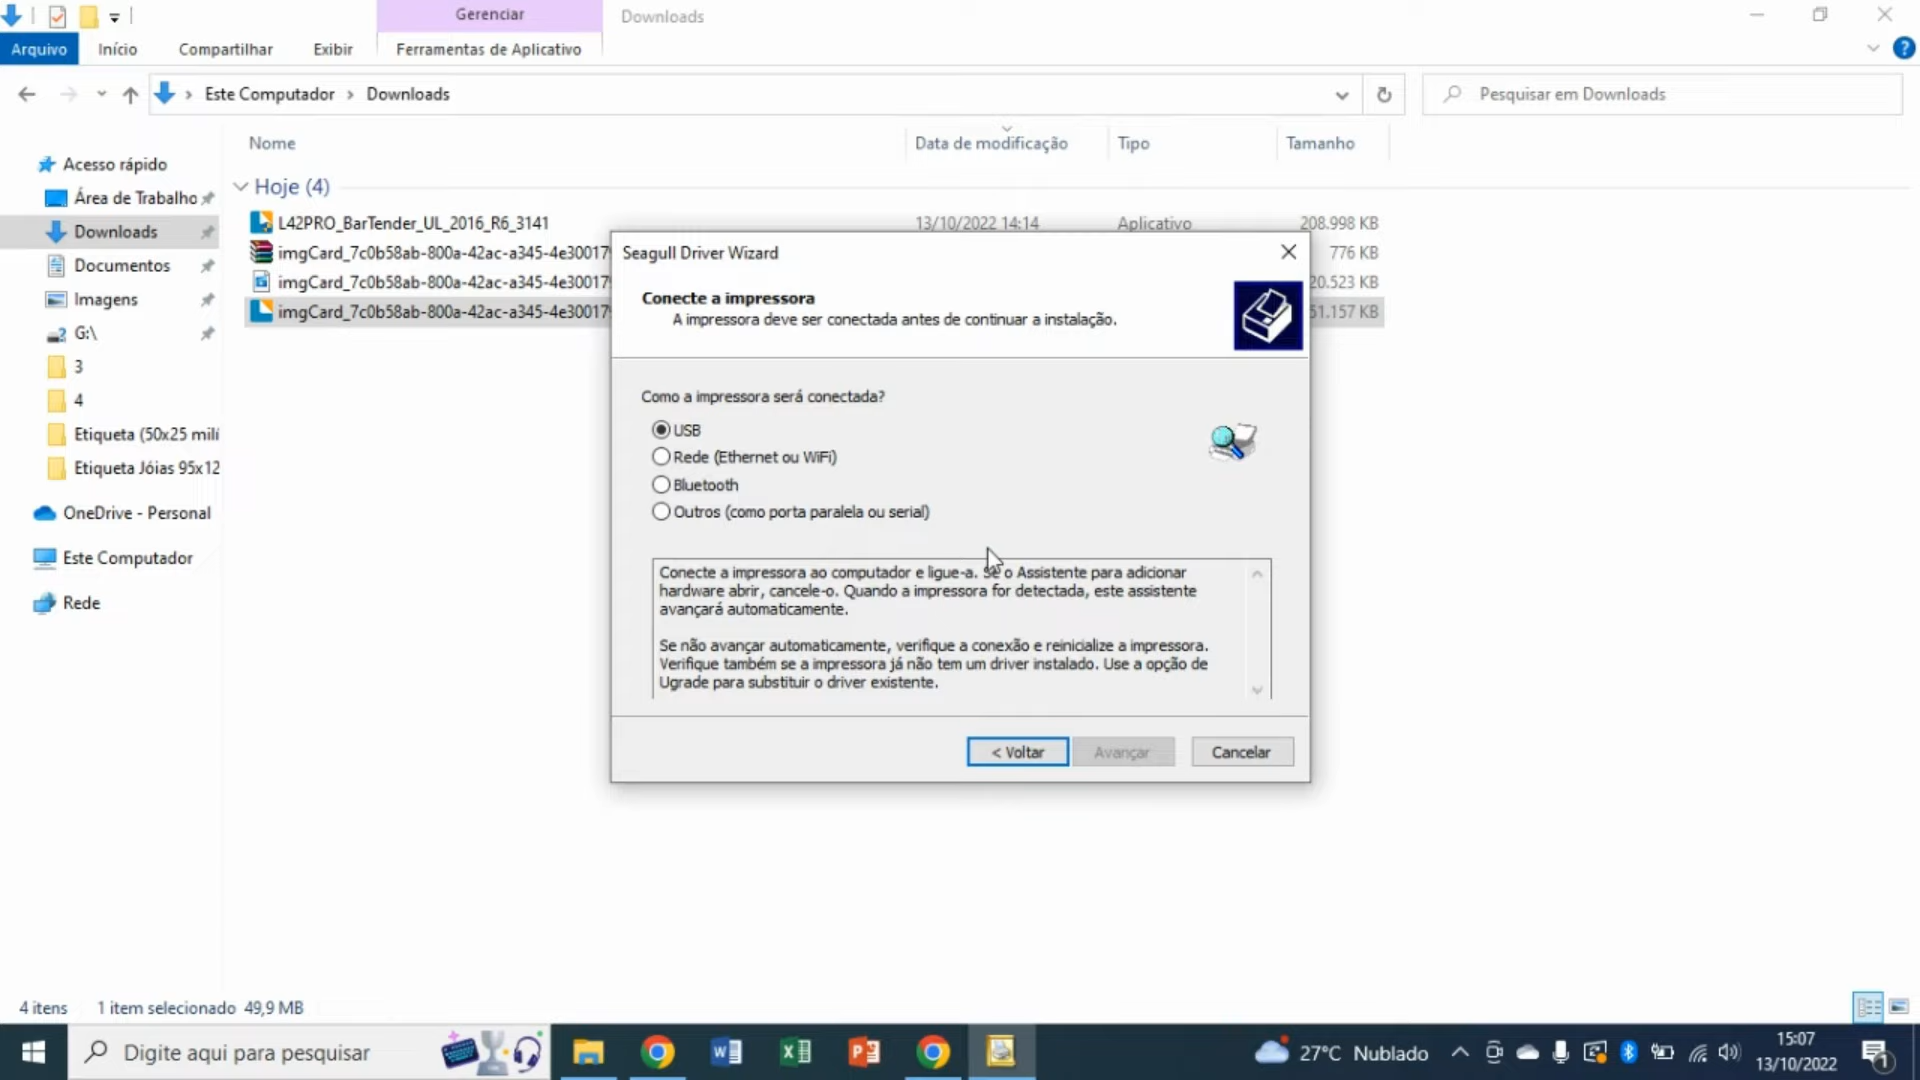 Gerenciar
Downloads
Arquivo
Início
Compartilhar
Exibir
Ferramentas de Aplicativo
Este Computador
Downloads
Pesquisar em Downloads
Nome
Data de modificação
Tipo
Tamanho
Acesso rápido
Área de Trabalho
Downloads
Documentos
Imagens
G:\
3
4
Etiqueta (50x25 milí
Etiqueta Jóias 95x12
OneDrive - Personal
Este Computador
Rede
Hoje (4)
L42PRO_BarTender_UL_2016_R6_3141 13/10/2022 14:14 Aplicativo 208.998 KB
imgCard_7c0b58ab-800a-42ac-a345-4e30017 776 KB
imgCard_7c0b58ab-800a-42ac-a345-4e30017 20.523 KB
imgCard_7c0b58ab-800a-42ac-a345-4e30017 51.157 KB
Seagull Driver Wizard
Conecte a impressora
A impressora deve ser conectada antes de continuar a instalação.
Como a impressora será conectada?
USB
Rede (Ethernet ou WiFi)
Bluetooth
Outros (como porta paralela ou serial)
Conecte a impressora ao computador e ligue-a. Se o Assistente para adicionar
hardware abrir, cancele-o. Quando a impressora for detectada, este assistente
avançará automaticamente.
Se não avançar automaticamente, verifique a conexão e reinicialize a impressora.
Verifique também se a impressora já não tem um driver instalado. Use a opção de
Ugrade para substituir o driver existente.
< Voltar
Avançar
Cancelar
4 itens
1 item selecionado 49,9 MB
Digite aqui para pesquisar
27°C Nublado
15:07
13/10/2022
1